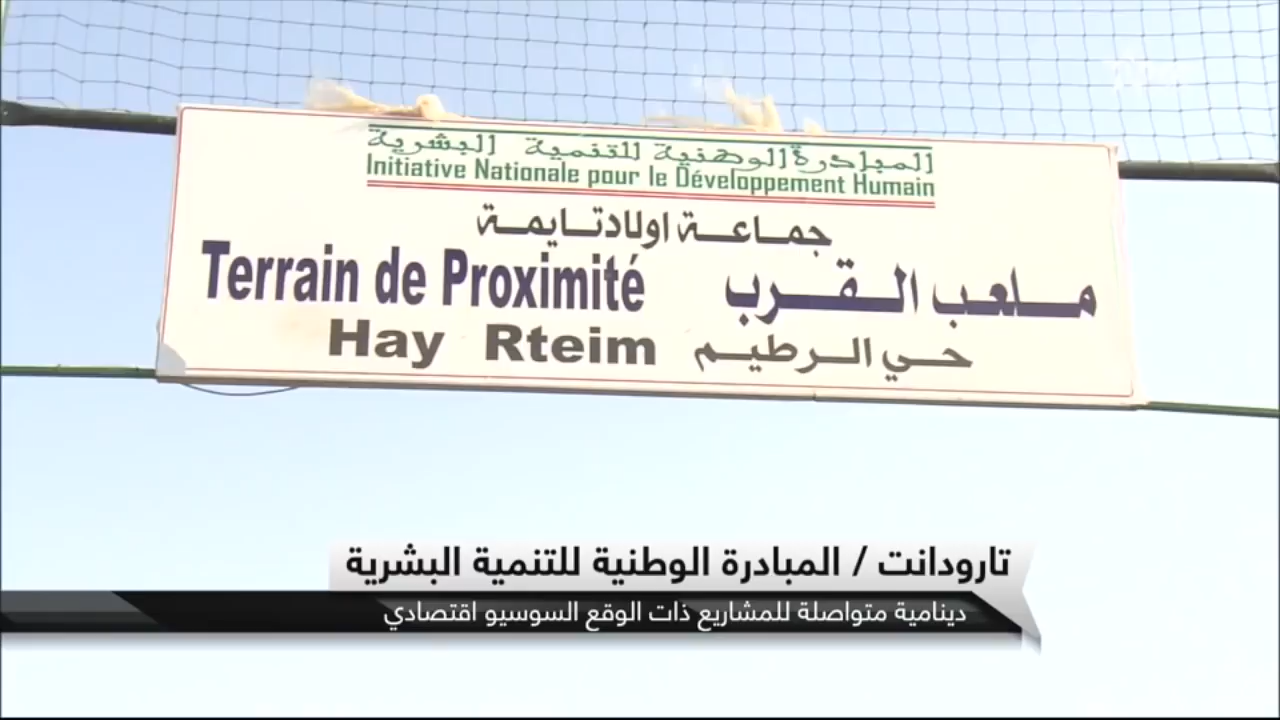 المبادرة الوطنية للتنمية البشرية
Initiative Nationale pour le Développement Humain
جماعة اولادتايمة
Terrain de Proximité ملعب القرب
Hay Rteim حي الرطيم
تارودانت / المبادرة الوطنية للتنمية البشرية
دينامية متواصلة للمشاريع ذات الوقع السوسيو اقتصادي